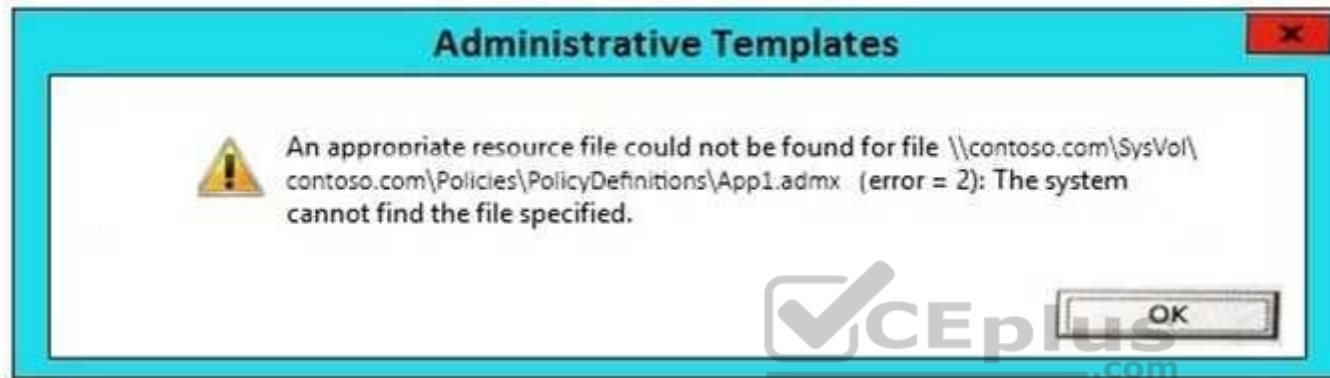 Administrative Templates
An appropriate resource file could not be found for file \\contoso.com\SysVol\
contoso.com\Policies\PolicyDefinitions\App1.admx (error = 2): The system
cannot find the file specified.
OK
VCEplus
.com